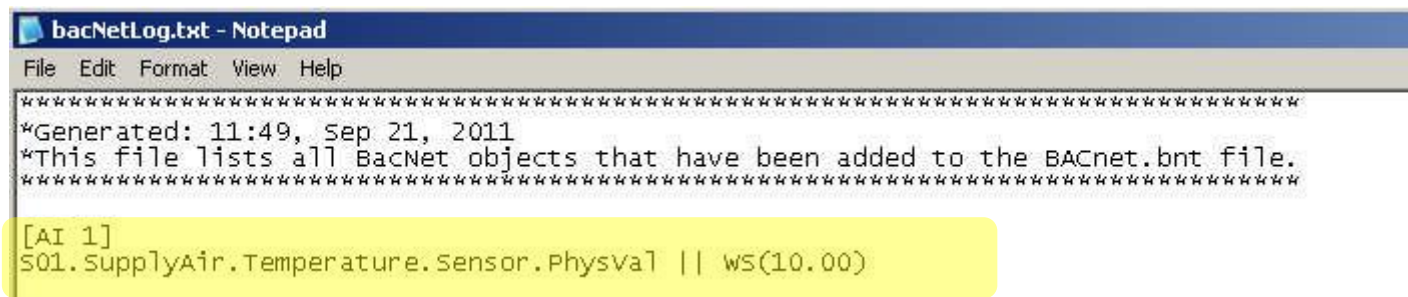 bacNetLog.txt - Notepad
File Edit Format View Help
********************************************************************************
*Generated: 11:49, Sep 21, 2011
*This file lists all BacNet objects that have been added to the BACnet.bnt file.
********************************************************************************
[AI 1]
S01.SupplyAir.Temperature.Sensor.PhysVal || WS(10.00)